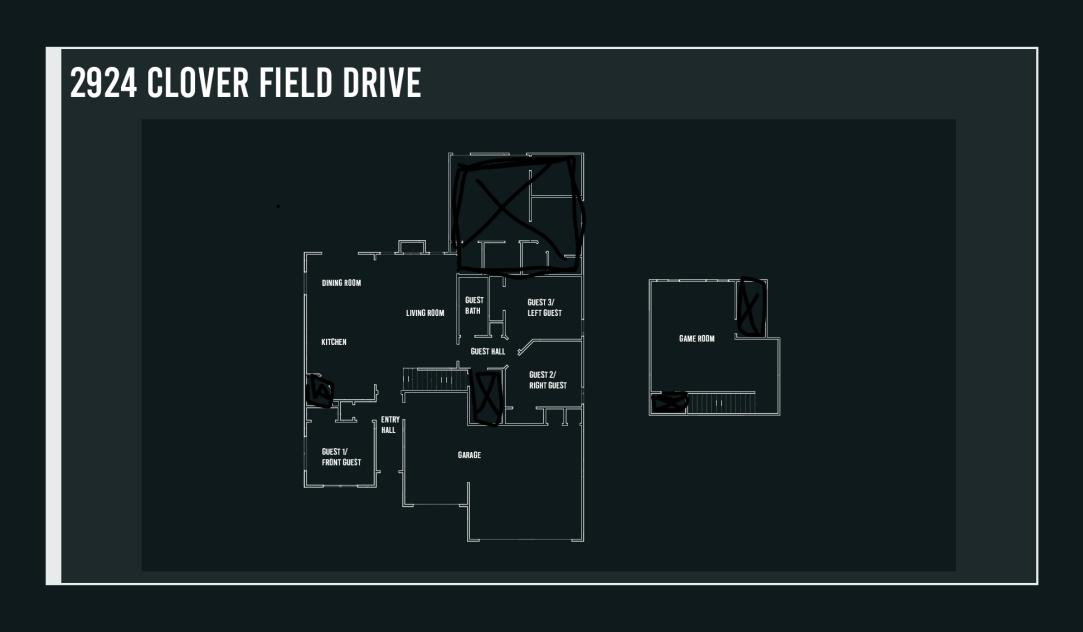 2924 CLOVER FIELD DRIVE
DINING ROOM
LIVING ROOM
KITCHEN
GUEST
BATH
GUEST 3/
LEFT GUEST
GUEST HALL
GUEST 2/
RIGHT GUEST
ENTRY
HALL
GUEST 1/
FRONT GUEST
GARAGE
GAME ROOM